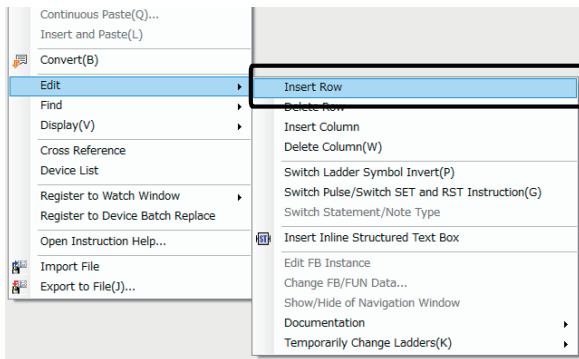 Continuous Paste(Q)...
Insert and Paste(L)
Convert(B)
Edit
Find
Display(V)
Cross Reference
Device List
Register to Watch Window
Register to Device Batch Replace
Open Instruction Help...
Import File
Export to File(J)...
Insert Row
Delete Row
Insert Column
Delete Column(W)
Switch Ladder Symbol Invert(P)
Switch Pulse/Switch SET and RST Instruction(G)
Switch Statement/Note Type
ST
Insert Inline Structured Text Box
Edit FB Instance
Change FB/FUN Data...
Show/Hide of Navigation Window
Documentation
Temporarily Change Ladders(K)